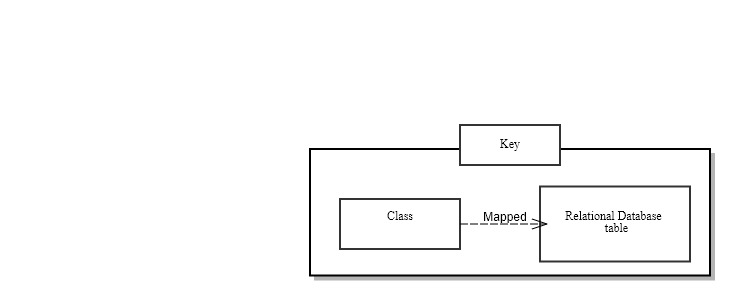 Key
Class
Mapped
Relational Database
table